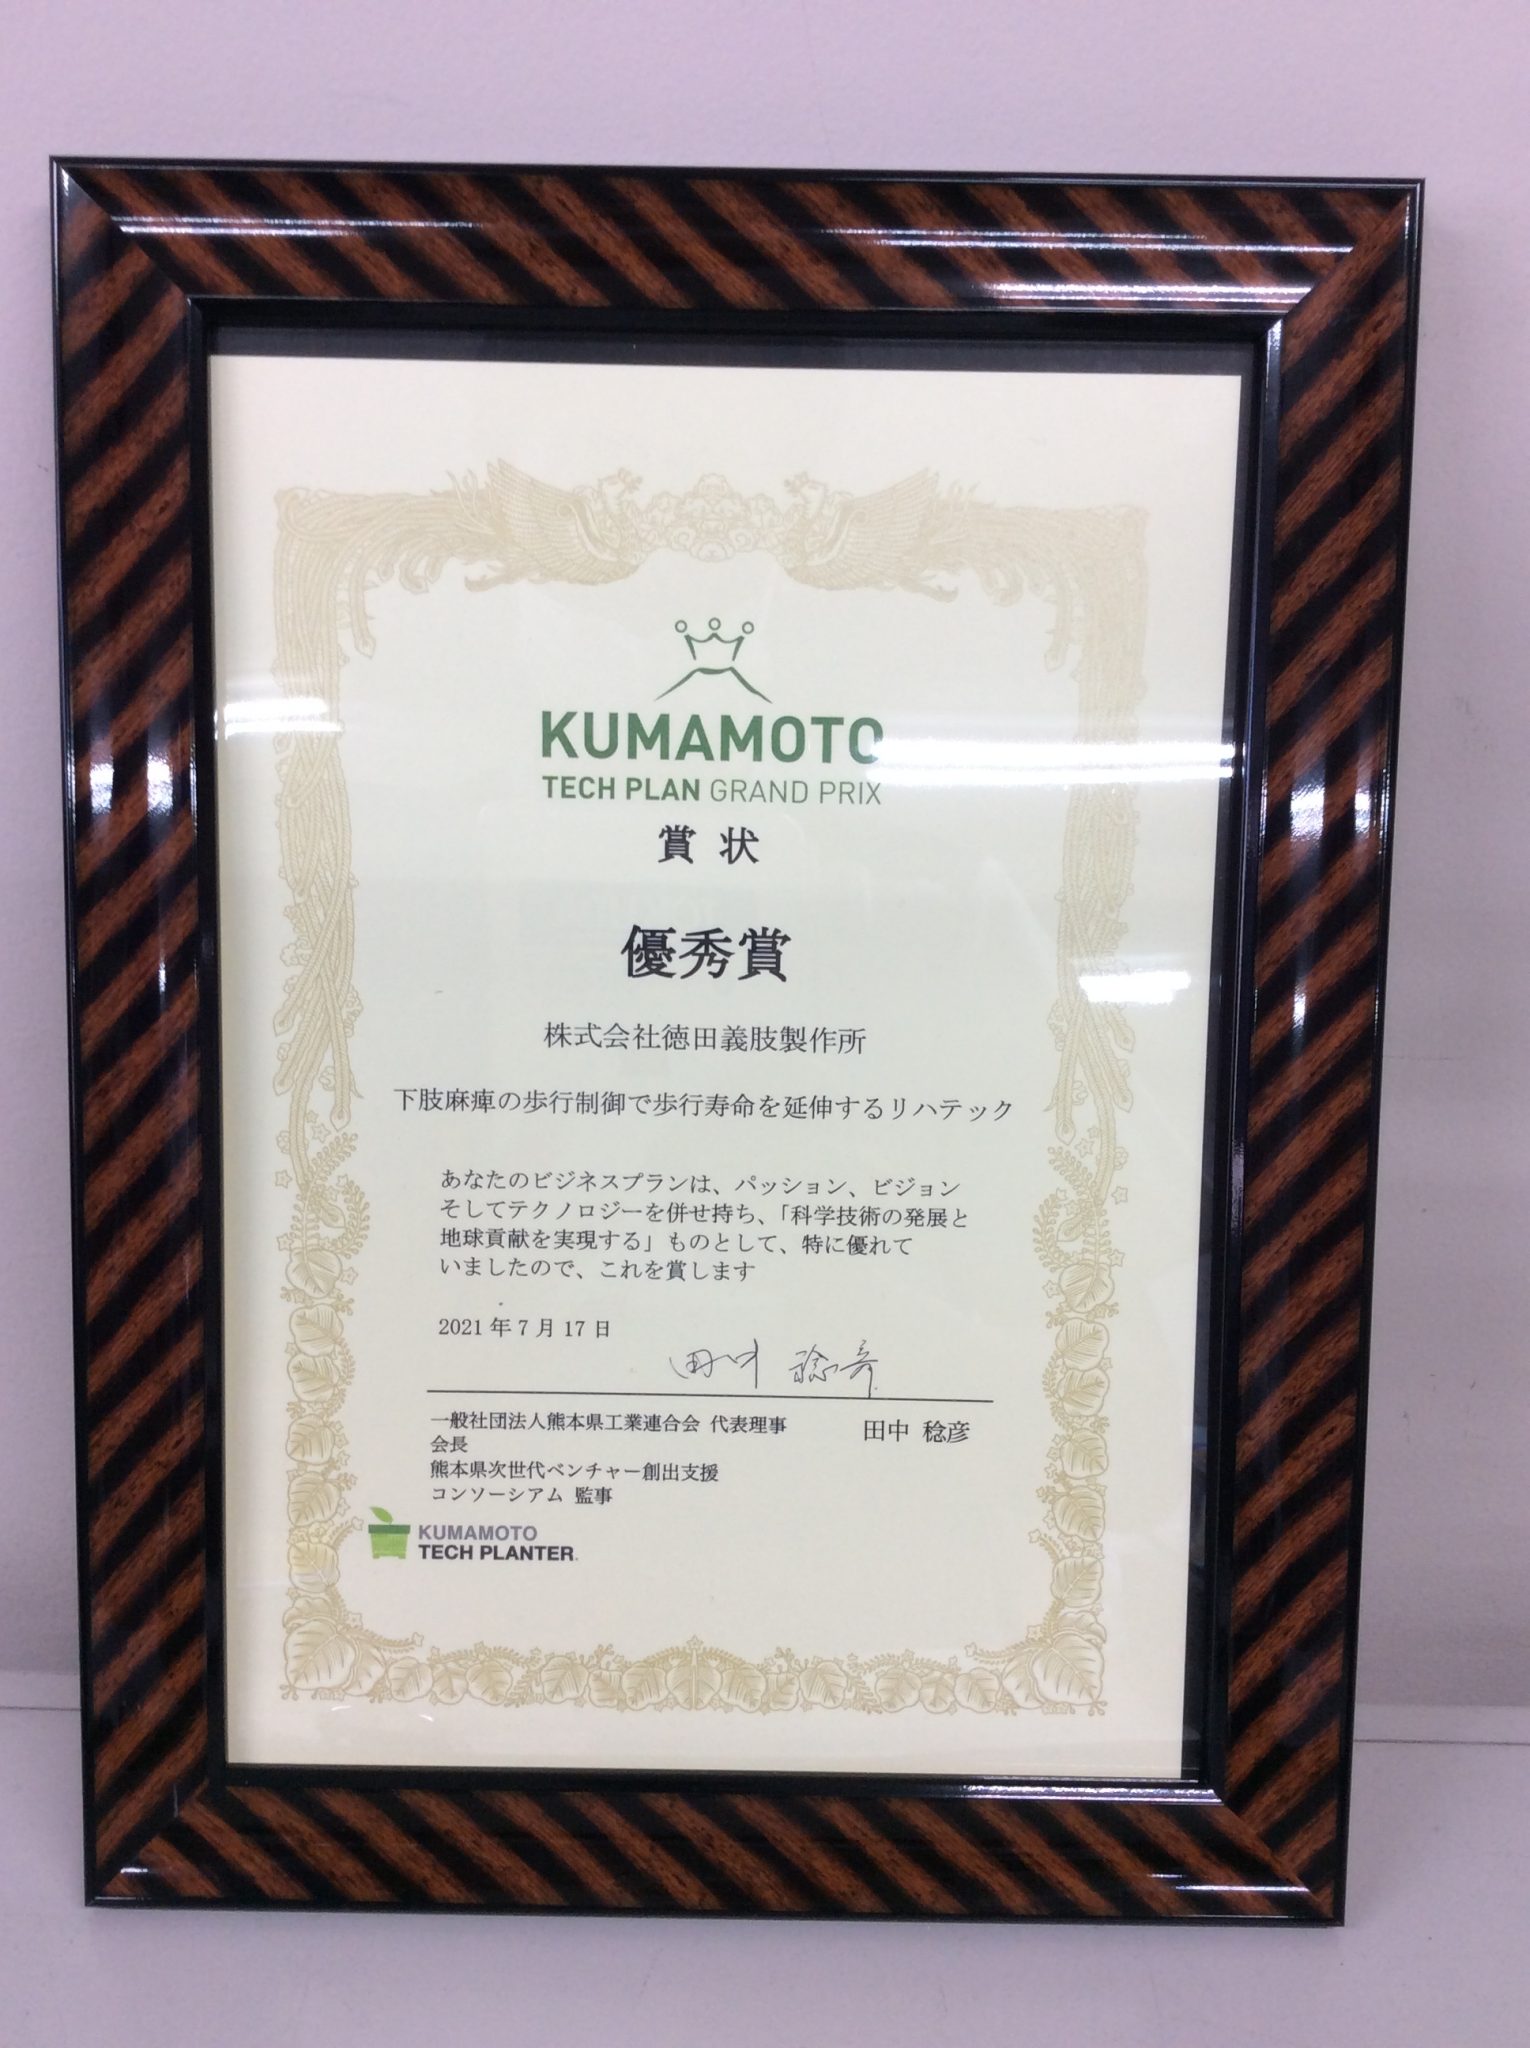 KUMAMOTO
TECH PLAN GRAND PRIX
賞 状
優秀賞
株式会社徳田義肢製作所
下肢麻痺の歩行制御で歩行寿命を延伸するリハテック
あなたのビジネスプランは、パッション、ビジョン
そしてテクノロジーを併せ持ち、「科学技術の発展と
地球貢献を実現する」ものとして、特に優れて
いましたので、これを賞します
2021 年 7 月 17 日
田中 稔彦
一般社団法人熊本県工業連合会 代表理事 田中 稔彦
会長
熊本県次世代ベンチャー創出支援
コンソーシアム 監事
KUMAMOTO
TECH PLANTER